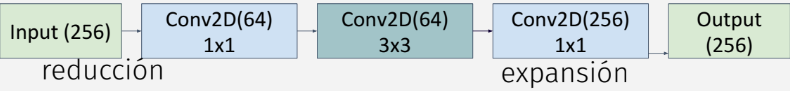 Input (256)
Conv2D(64)
1x1
Conv2D(64)
3x3
Conv2D(256)
1x1
Output
(256)
reducción
expansión